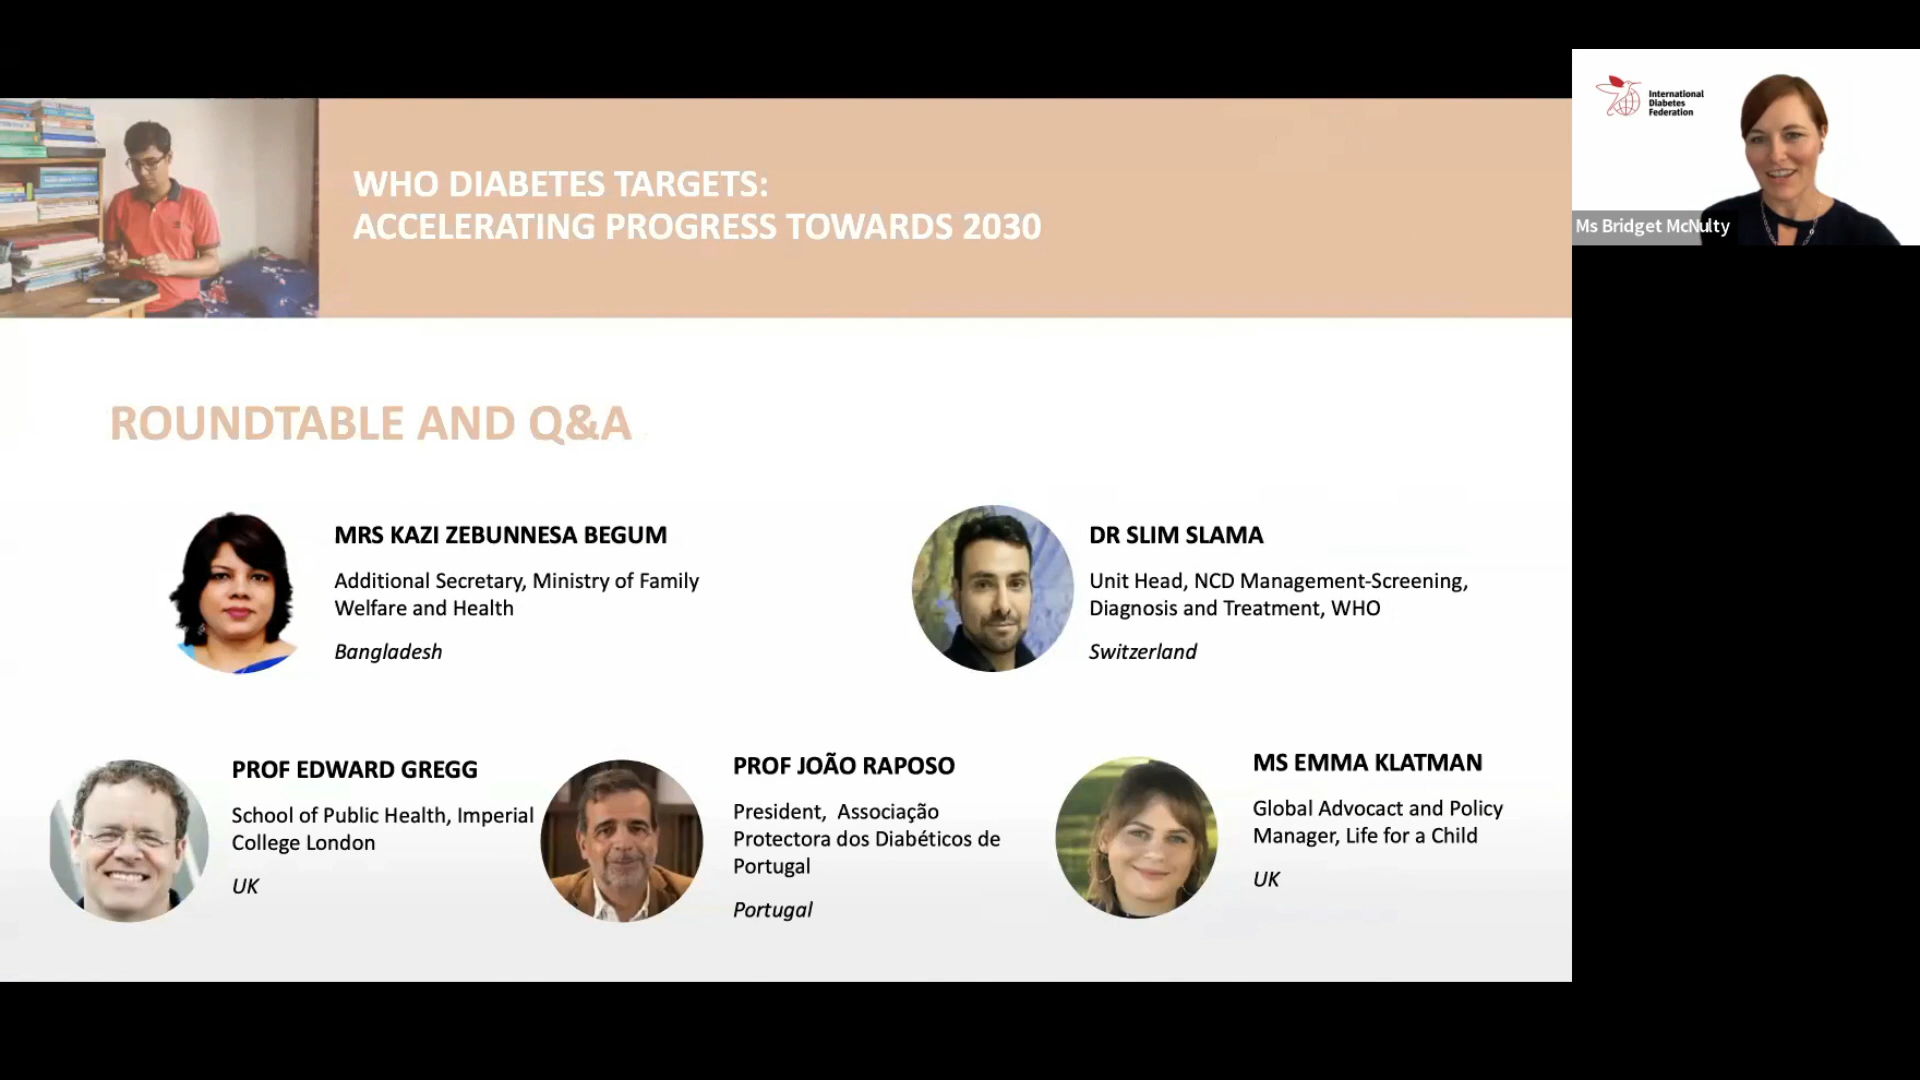 WHO DIABETES TARGETS:
ACCELERATING PROGRESS TOWARDS 2030
International
Diabetes
Federation
Ms Bridget McNulty
ROUNDTABLE AND Q&A
MRS KAZI ZEBUNNESA BEGUM
Additional Secretary, Ministry of Family
Welfare and Health
Bangladesh
DR SLIM SLAMA
Unit Head, NCD Management-Screening,
Diagnosis and Treatment, WHO
Switzerland
PROF EDWARD GREGG
School of Public Health, Imperial
College London
UK
PROF JOÃO RAPOSO
President, Associação
Protectora dos Diabéticos de
Portugal
Portugal
MS EMMA KLATMAN
Global Advocact and Policy
Manager, Life for a Child
UK